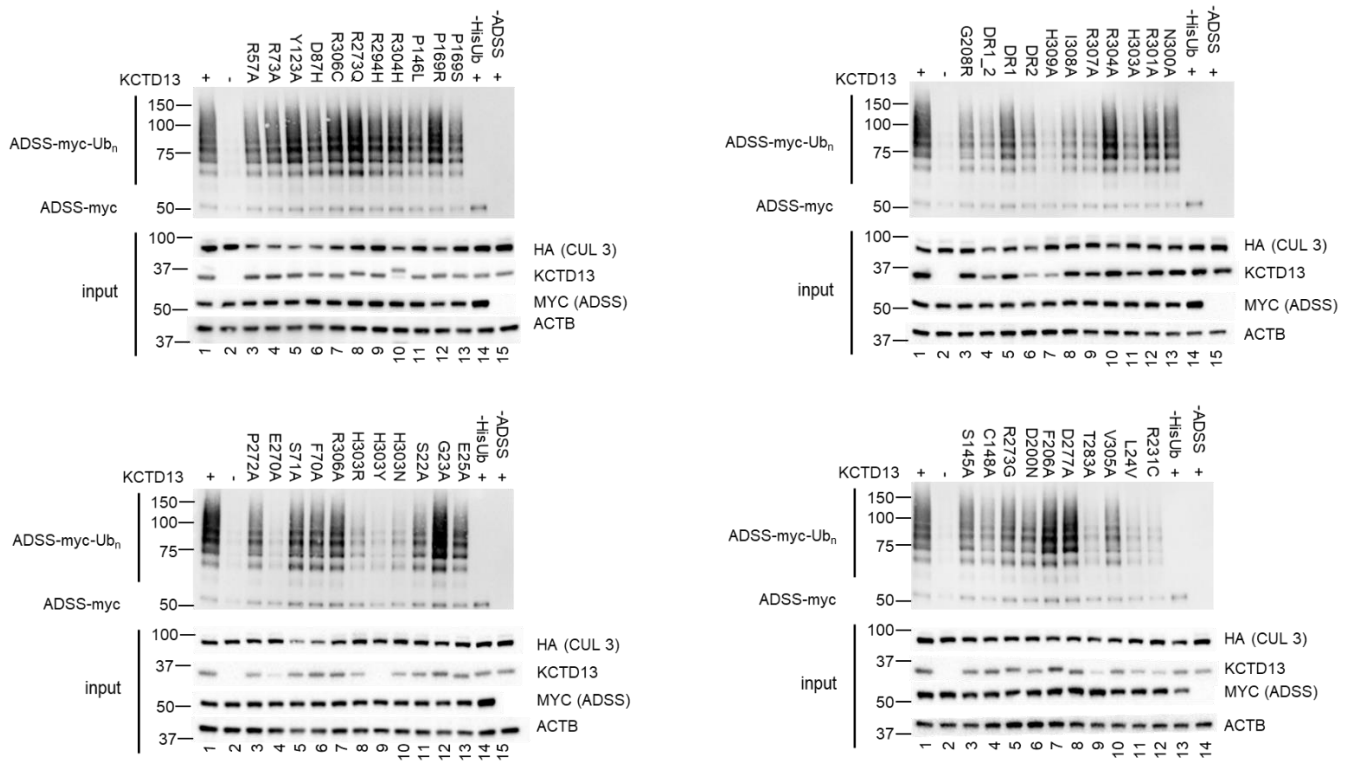 R57A R73A Y123A D87H R306C R273Q R294H R304H P146L P169R P169S -HisUb -ADSS
KCTD13 + - + +
150
100
75
ADSS-myc-Ubn
ADSS-myc 50
100 HA (CUL 3)
37 KCTD13
input
50 MYC (ADSS)
37 ACTB
1 2 3 4 5 6 7 8 9 10 11 12 13 14 15
G208R DR1_2 DR1 DR2 H309A I308A R307A R304A H303A R301A N300A -HisUb -ADSS
KCTD13 + - + +
150
100
75
ADSS-myc-Ubn
ADSS-myc 50
100 HA (CUL 3)
37 KCTD13
input
50 MYC (ADSS)
37 ACTB
1 2 3 4 5 6 7 8 9 10 11 12 13 14 15
P272A E270A S71A F70A R306A H303R H303Y H303N S22A G23A E25A -HisUb -ADSS
KCTD13 + - + +
150
100
75
ADSS-myc-Ubn
ADSS-myc 50
100 HA (CUL 3)
37 KCTD13
input
50 MYC (ADSS)
37 ACTB
1 2 3 4 5 6 7 8 9 10 11 12 13 14 15
S145A C148A R273G D200N F206A D277A T283A V305A L24V R231C -HisUb -ADSS
KCTD13 + - + +
150
100
75
ADSS-myc-Ubn
ADSS-myc 50
100 HA (CUL 3)
37 KCTD13
input
50 MYC (ADSS)
37 ACTB
1 2 3 4 5 6 7 8 9 10 11 12 13 14